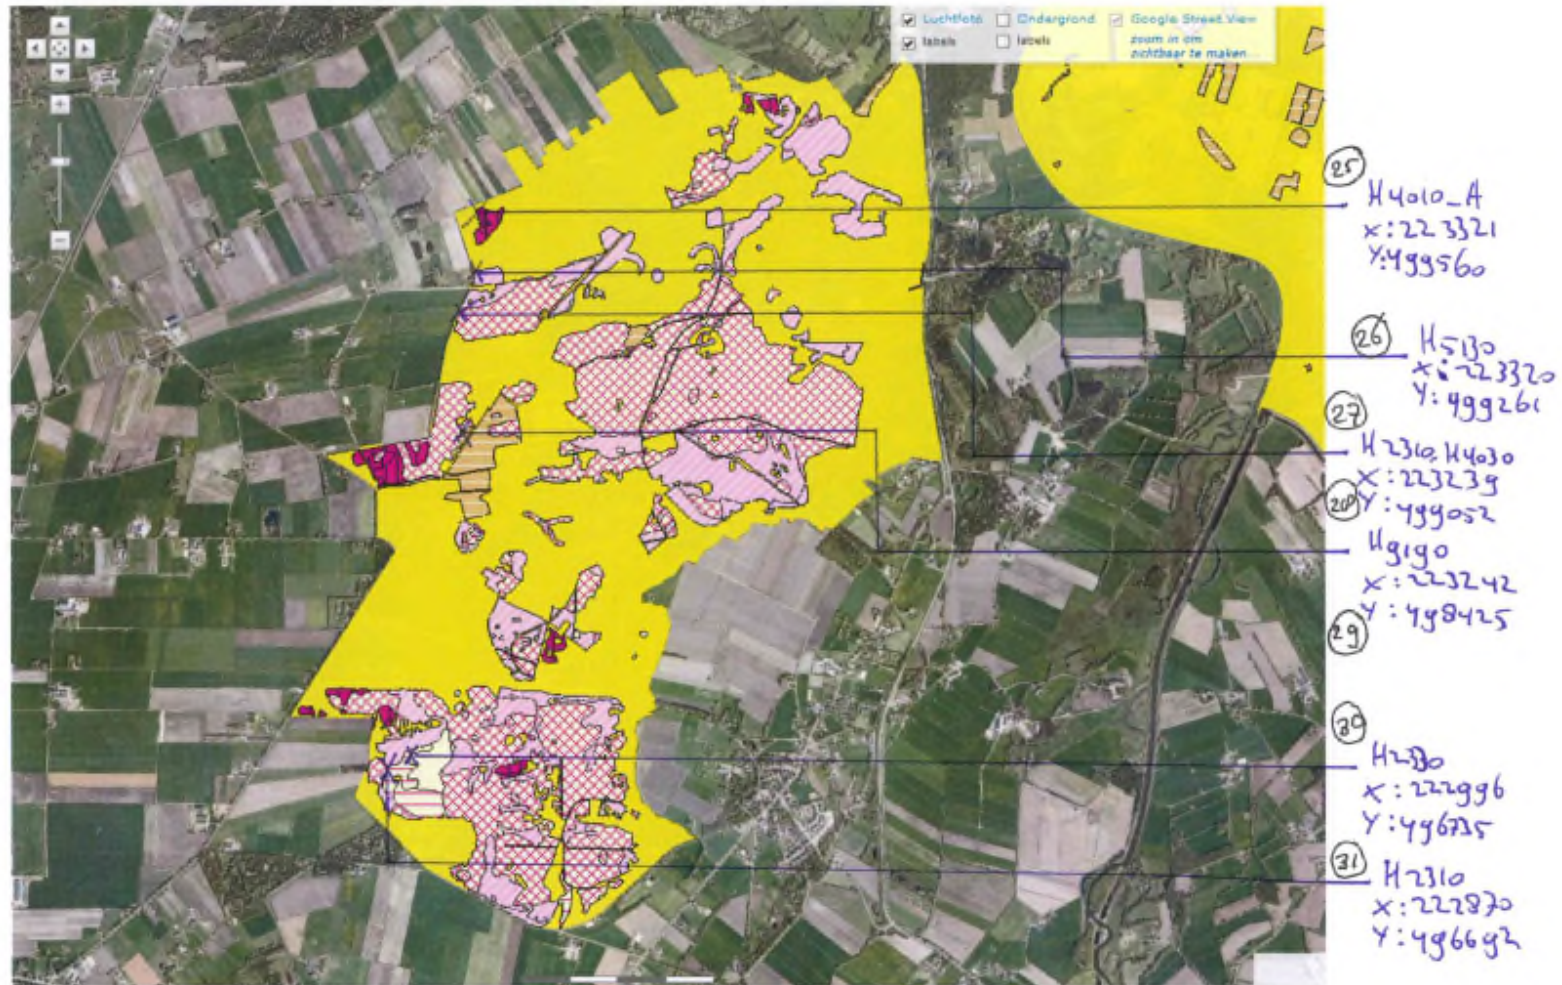 Luchtfoto Ondergrond Google Street View
labels labels zoom in om
zichtbaar te maken...
25
H4010_A
X:223321
Y:499560
26
H5130
X:223320
Y:499261
27
H2310, H4030
X:223239
28
Y:499052
H9190
X:223242
Y:498425
29
30
H2330
X:222996
Y:496735
31
H2310
X:222870
Y:496692